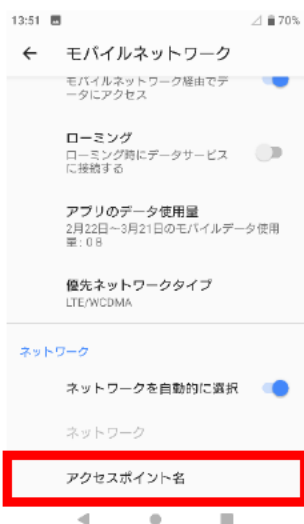 13:51
70%
モバイルネットワーク
モバイルネットワーク経由でデ
ータにアクセス
ローミング
ローミング時にデータサービス
に接続する
アプリのデータ使用量
2月22日～3月21日のモバイルデータ使用
量: 0 B
優先ネットワークタイプ
LTE/WCDMA
ネットワーク
ネットワークを自動的に選択
ネットワーク
アクセスポイント名